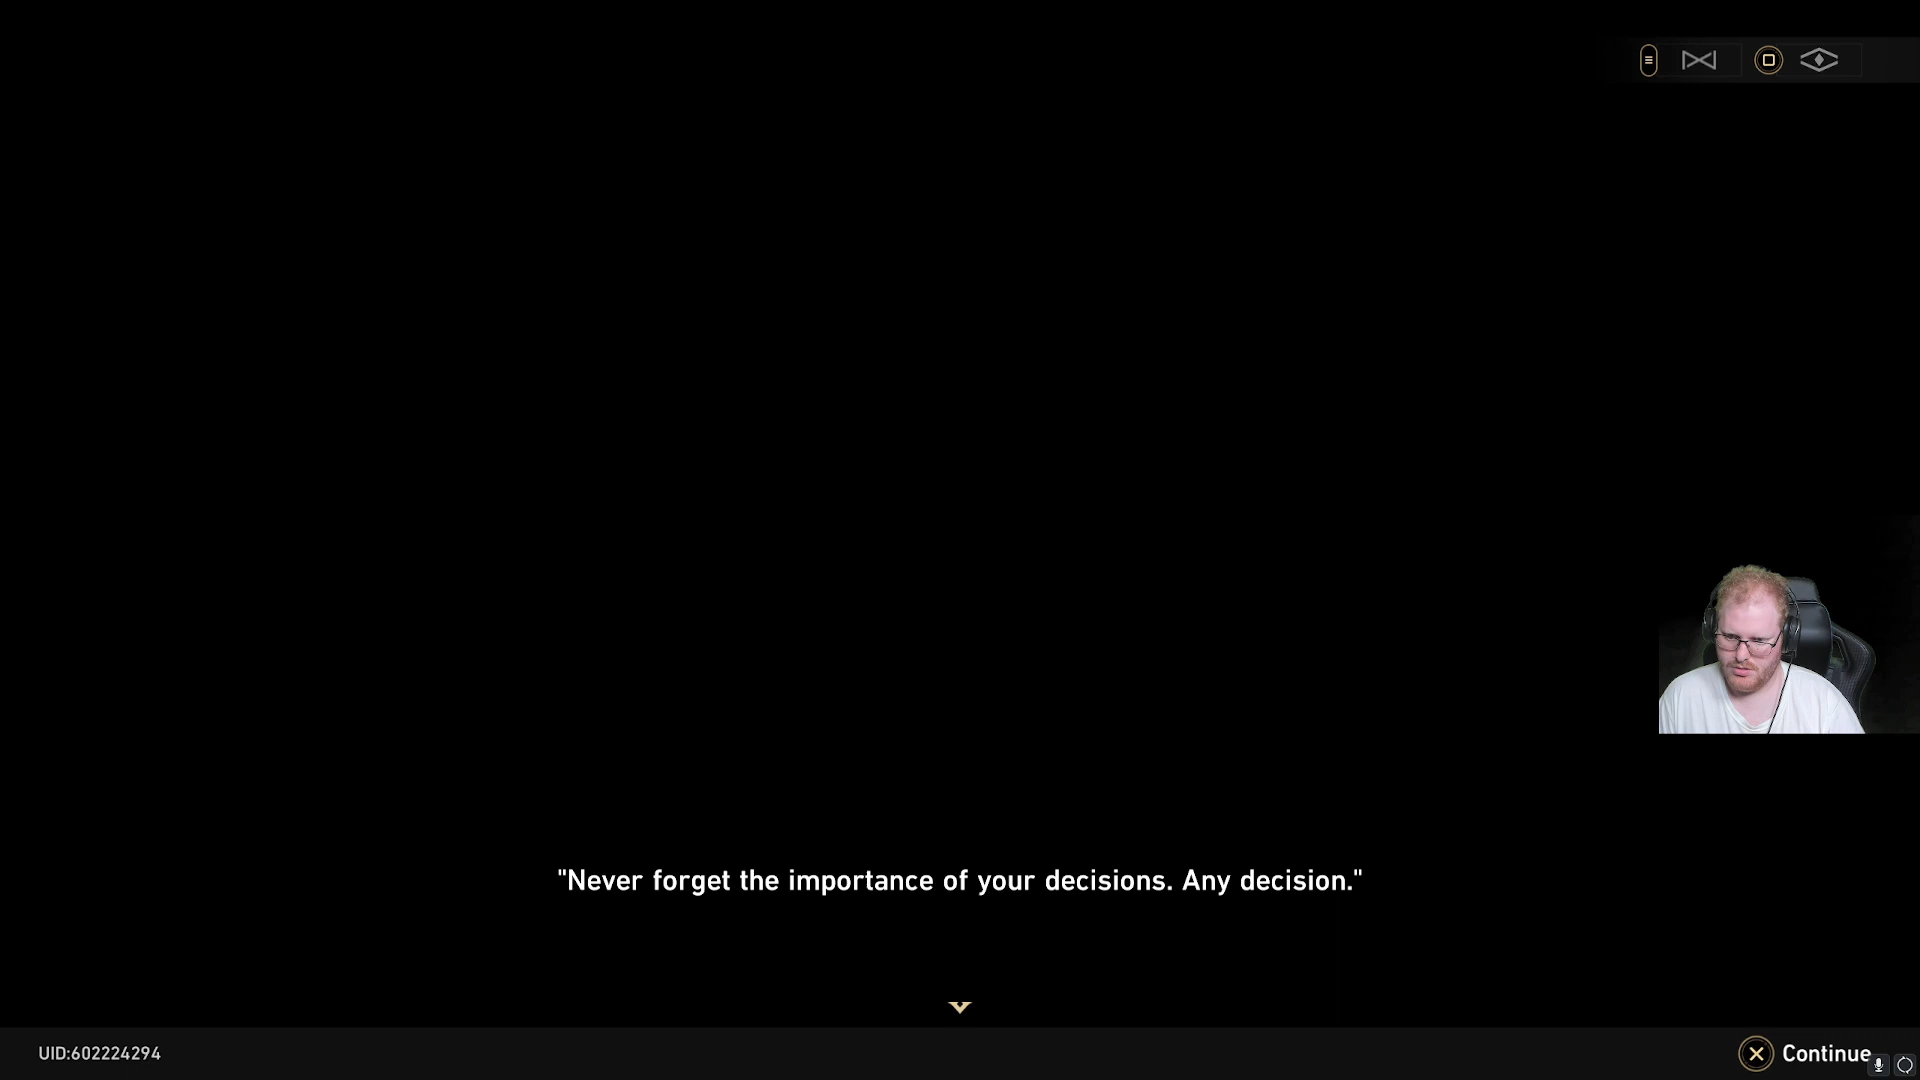 "Never forget the importance of your decisions. Any decision."
UID:602224294
Continue